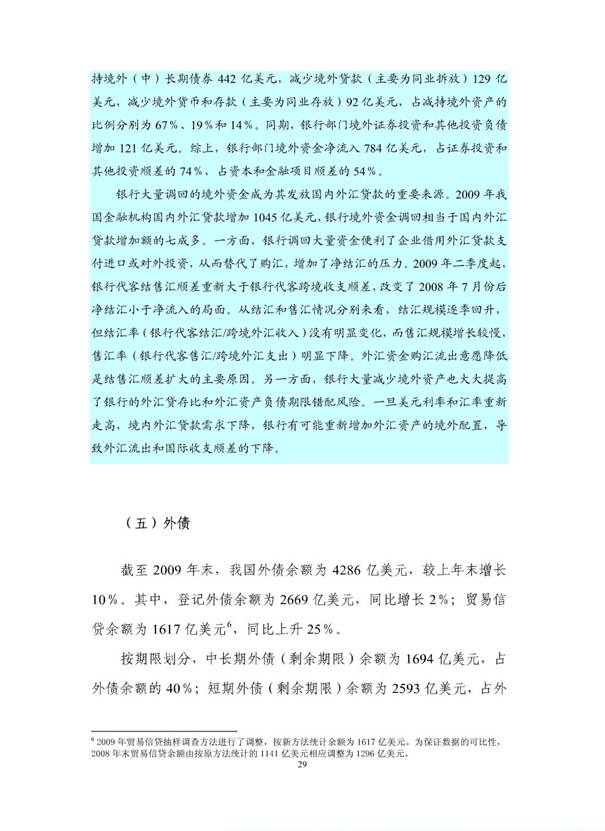 持境外（中）长期债券 442 亿美元，减少境外贷款（主要为同业拆放）129 亿
美元，减少境外货币和存款（主要为同业存放）92 亿美元，占减持境外资产的
比例分别为 67%、19%和 14%。同期，银行部门境外证券投资和其他投资负债
增加 121 亿美元。综上，银行部门境外资金净流入 784 亿美元，占证券投资和
其他投资顺差的 74%、占资本和金融项目顺差的 54%。
银行大量调回的境外资金成为其发放国内外汇贷款的重要来源。2009 年我
国金融机构国内外汇贷款增加 1045 亿美元,银行境外资金调回相当于国内外汇
贷款增加额的七成多。一方面，银行调回大量资金便利了企业借用外汇贷款支
付进口或对外投资，从而替代了购汇，增加了净结汇的压力。2009 年二季度起，
银行代客结售汇顺差重新大于银行代客跨境收支顺差，改变了 2008 年 7 月份后
净结汇小于净流入的局面。从结汇和售汇情况分别来看，结汇规模逐季回升，
但结汇率（银行代客结汇/跨境外汇收入）没有明显变化，而售汇规模增长较慢，
售汇率（银行代客售汇/跨境外汇支出）明显下降。外汇资金购汇流出意愿降低
是结售汇顺差扩大的主要原因。另一方面，银行大量减少境外资产也大大提高
了银行的外汇贷存比和外汇资产负债期限错配风险。一旦美元利率和汇率重新
走高，境内外汇贷款需求下降，银行有可能重新增加外汇资产的境外配置，导
致外汇流出和国际收支顺差的下降。
（五）外债
截至 2009 年末，我国外债余额为 4286 亿美元，较上年末增长
10%。其中，登记外债余额为 2669 亿美元，同比增长 2%；贸易信
贷余额为 1617 亿美元6，同比上升 25%。
按期限划分，中长期外债（剩余期限）余额为 1694 亿美元，占
外债余额的 40%；短期外债（剩余期限）余额为 2593 亿美元，占外
6 2009 年贸易信贷抽样调查方法进行了调整，按新方法统计余额为 1617 亿美元。为保证数据的可比性，
2008 年末贸易信贷余额由按原方法统计的 1141 亿美元相应调整为 1296 亿美元。
29